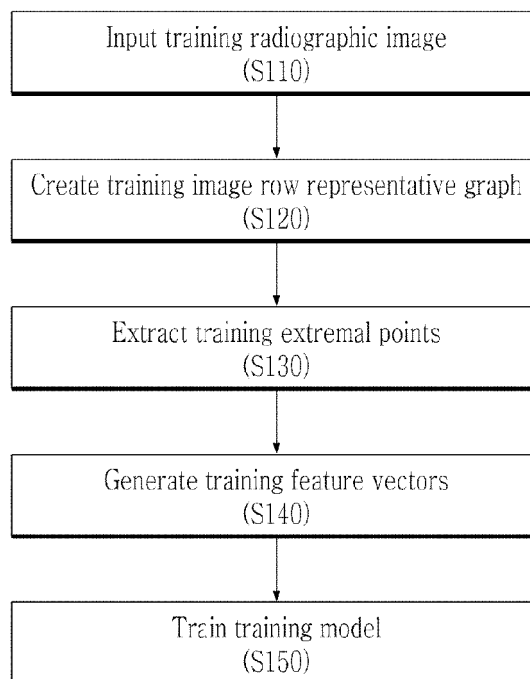 Input training radiographic image
(S110)
Create training image row representative graph
(S120)
Extract training extremal points
(S130)
Generate training feature vectors
(S140)
Train training model
(S150)